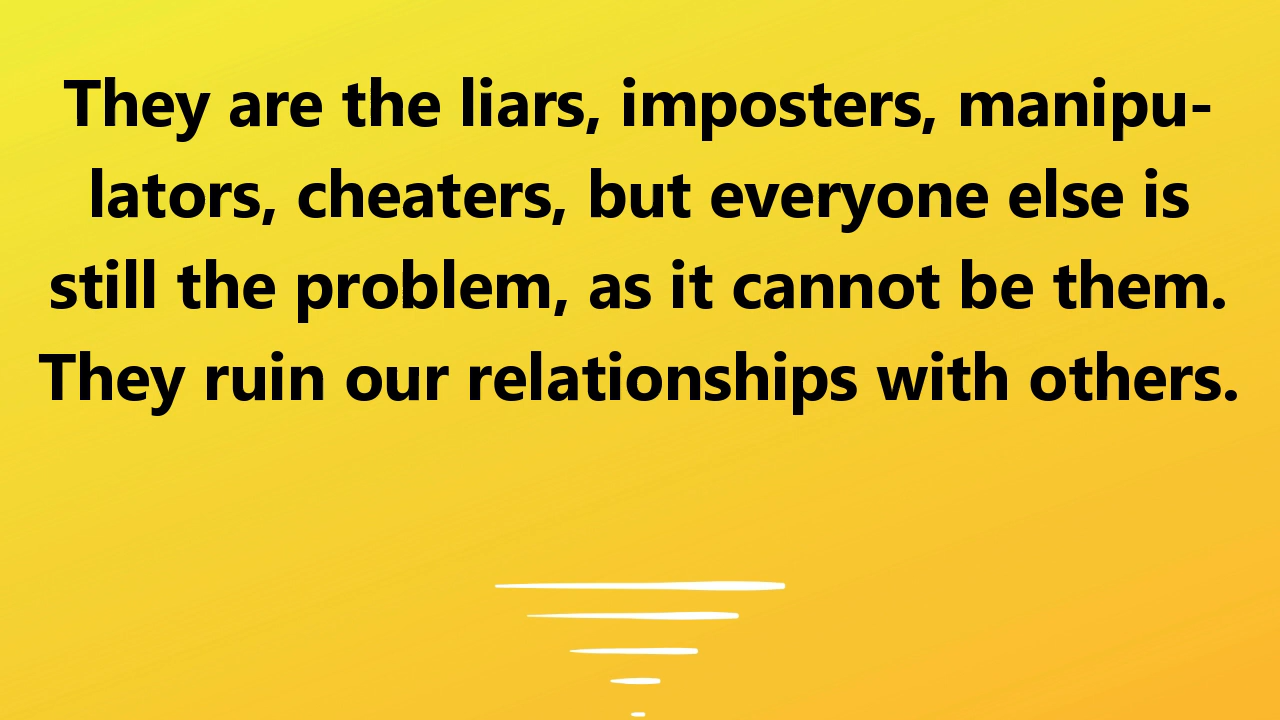 They are the liars, imposters, manipu-
lators, cheaters, but everyone else is
still the problem, as it cannot be them.
They ruin our relationships with others.